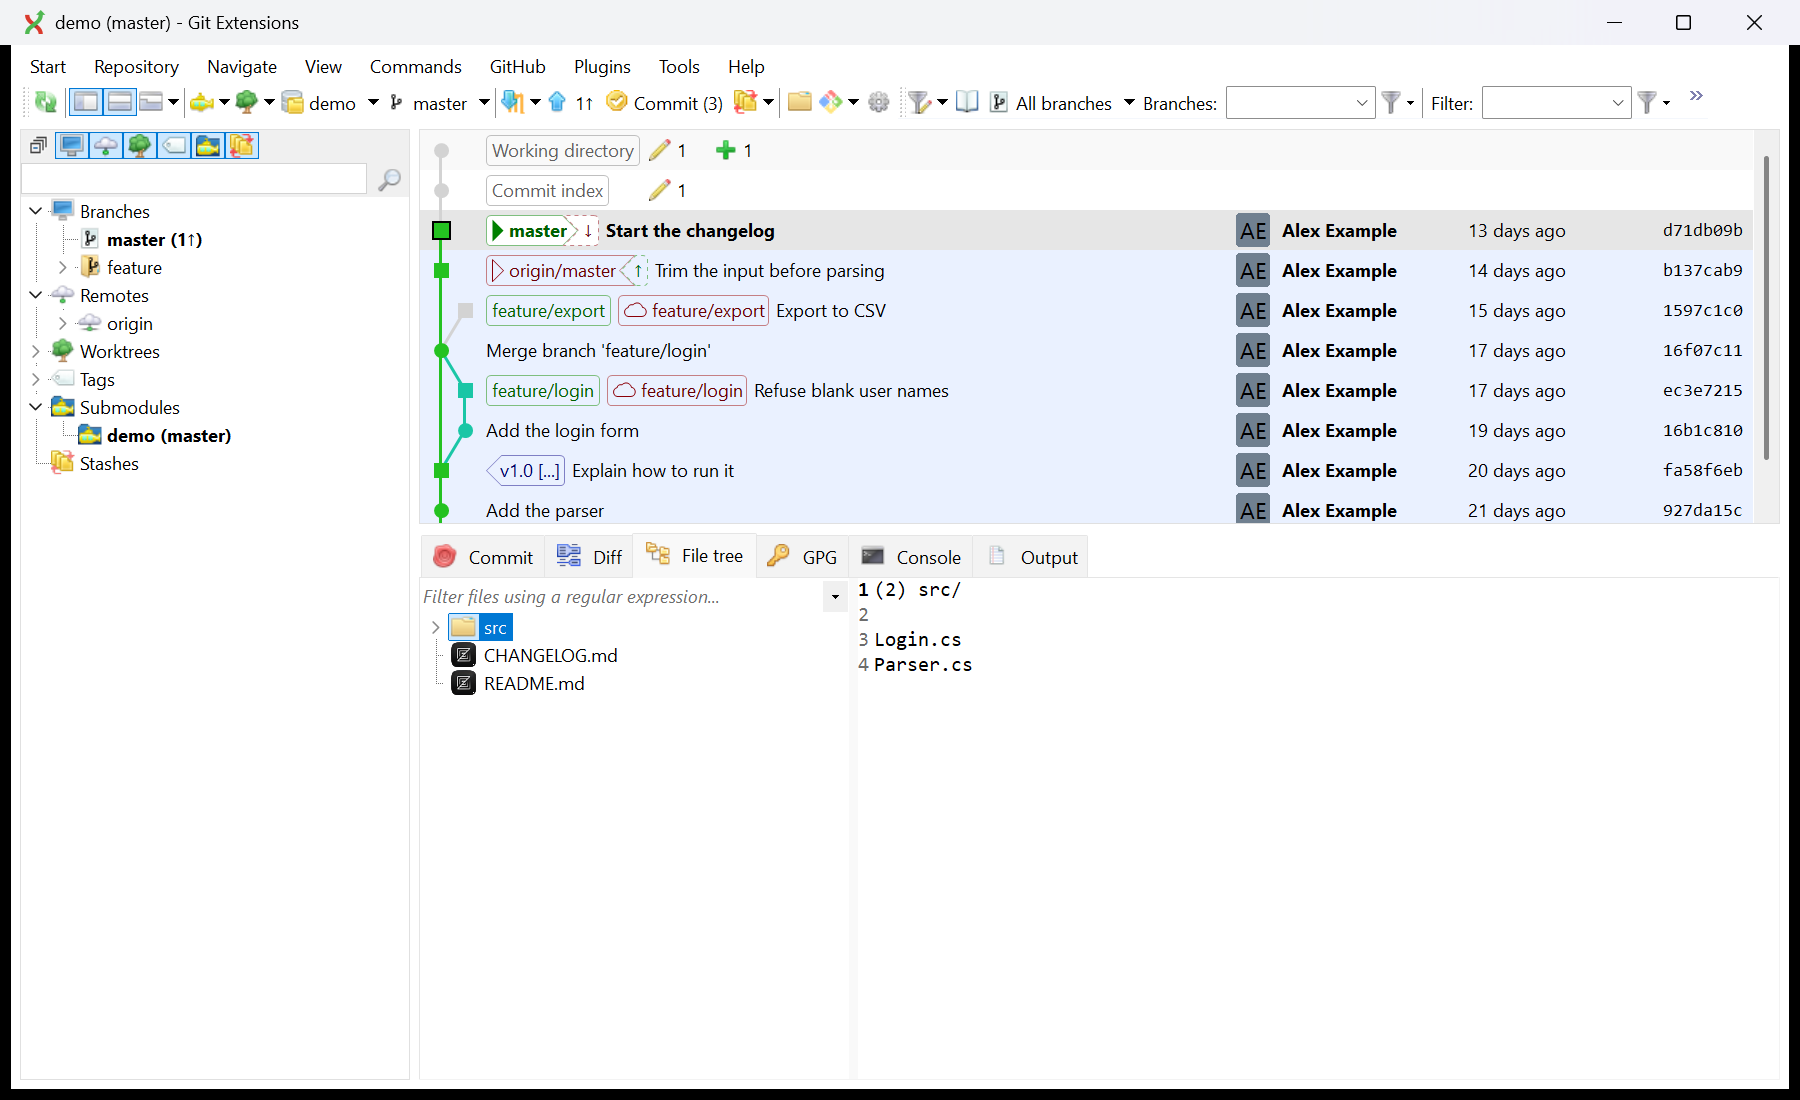 demo (master) - Git Extensions
Start Repository Navigate View Commands GitHub Plugins Tools Help
demo master 1↑ Commit (3) All branches Branches: Filter: »
Working directory 1 1
Commit index 1
master ↓ Start the changelog AE Alex Example 13 days ago d71db09b
origin/master ↑ Trim the input before parsing AE Alex Example 14 days ago b137cab9
feature/export feature/export Export to CSV AE Alex Example 15 days ago 1597c1c0
Merge branch 'feature/login' AE Alex Example 17 days ago 16f07c11
feature/login feature/login Refuse blank user names AE Alex Example 17 days ago ec3e7215
Add the login form AE Alex Example 19 days ago 16b1c810
v1.0 [...] Explain how to run it AE Alex Example 20 days ago fa58f6eb
Add the parser AE Alex Example 21 days ago 927da15c
Branches
master (1↑)
feature
Remotes
origin
Worktrees
Tags
Submodules
demo (master)
Stashes
Commit Diff File tree GPG Console Output
Filter files using a regular expression...
src
CHANGELOG.md
README.md
1 (2) src/
2
3 Login.cs
4 Parser.cs